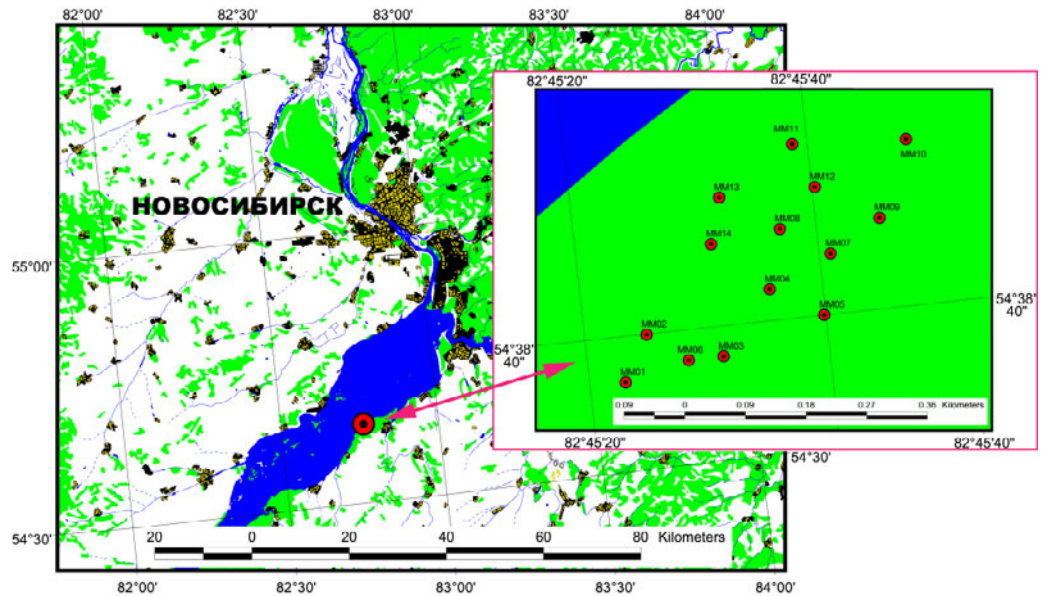 82°00'
82°30'
83°00'
83°30'
84°00'
НОВОСИБИРСК
55°00'
54°30'
20
0
20
40
60
80
Kilometers
82°00'
82°30'
83°00'
83°30'
84°00'
54°30'
82°45'20"
82°45'40"
MM11
MM10
MM12
MM13
MM09
MM08
MM14
MM07
MM04
54°38'
40"
MM05
MM02
54°38'
40"
MM06
MM03
MM01
0.09
0
0.09
0.18
0.27
0.36
Kilometers
82°45'20"
82°45'40"